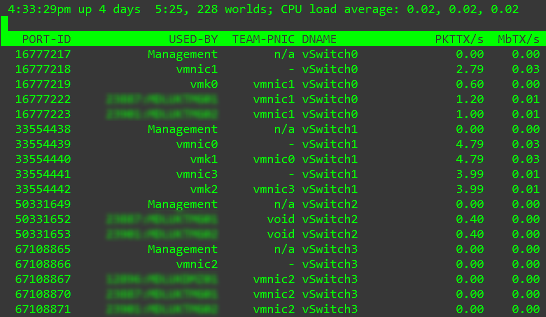 4:33:29pm up 4 days 5:25, 228 worlds; CPU load average: 0.02, 0.02, 0.02
PORT-ID USED-BY TEAM-PNIC DNAME PKTTX/s MbTX/s
16777217 Management n/a vSwitch0 0.00 0.00
16777218 vmnic1 - vSwitch0 2.79 0.03
16777219 vmk0 vmnic1 vSwitch0 0.60 0.00
16777222 vmnic1 vSwitch0 1.20 0.01
16777223 vmnic1 vSwitch0 1.00 0.01
33554438 Management n/a vSwitch1 0.00 0.00
33554439 vmnic0 - vSwitch1 4.79 0.03
33554440 vmk1 vmnic0 vSwitch1 4.79 0.03
33554441 vmnic3 - vSwitch1 3.99 0.01
33554442 vmk2 vmnic3 vSwitch1 3.99 0.01
50331649 Management n/a vSwitch2 0.00 0.00
50331652 void vSwitch2 0.40 0.00
50331653 void vSwitch2 0.40 0.00
67108865 Management n/a vSwitch3 0.00 0.00
67108866 vmnic2 - vSwitch3 0.00 0.00
67108867 vmnic2 vSwitch3 0.00 0.00
67108870 vmnic2 vSwitch3 0.00 0.00
67108871 vmnic2 vSwitch3 0.00 0.00